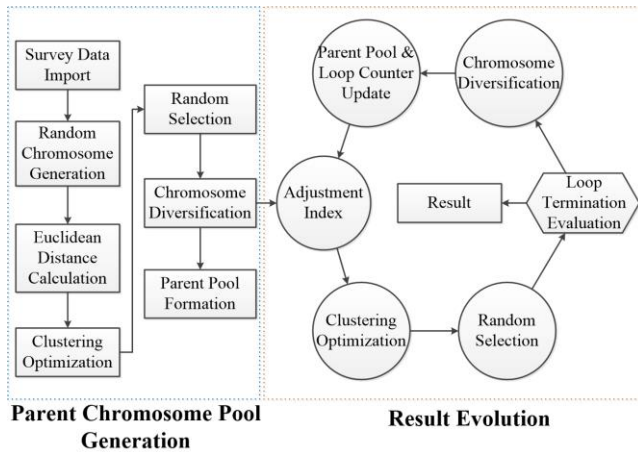 Survey Data
Import
Random
Chromosome
Generation
Euclidean
Distance
Calculation
Clustering
Optimization
Random
Selection
Chromosome
Diversification
Parent Pool
Formation
Parent Chromosome Pool
Generation
Parent Pool &
Loop Counter
Update
Chromosome
Diversification
Adjustment
Index
Result
Loop
Termination
Evaluation
Clustering
Optimization
Random
Selection
Result Evolution